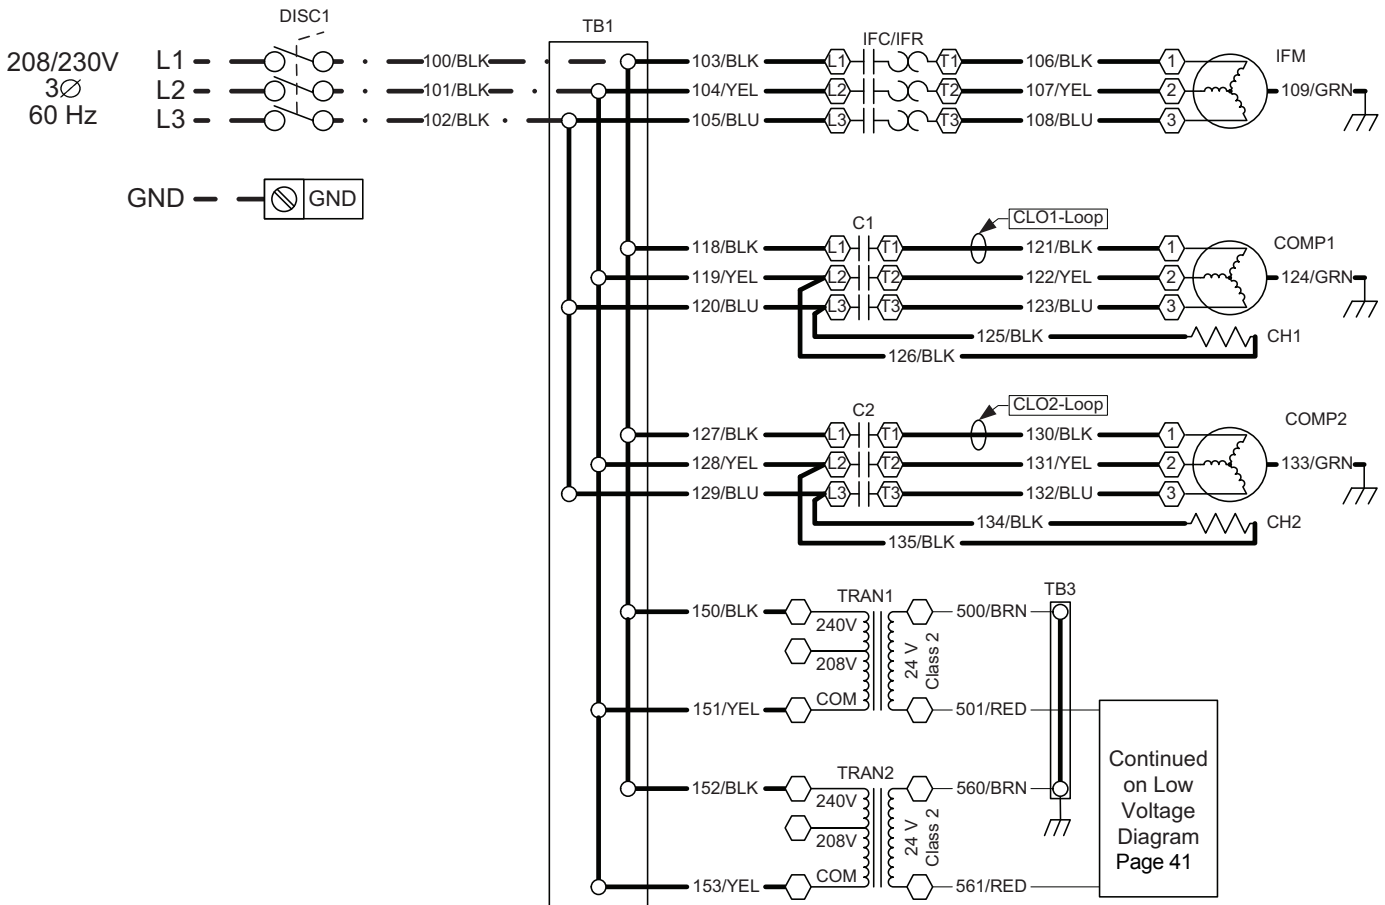 DISC1
TB1
208/230V
3Ø
60 Hz
L1
L2
L3
100/BLK
101/BLK
102/BLK
GND
GND
IFC/IFR
IFM
103/BLK L1 T1 106/BLK 1
104/YEL L2 T2 107/YEL 2 109/GRN
105/BLU L3 T3 108/BLU 3
CLO1-Loop
C1
COMP1
118/BLK L1 T1 121/BLK 1
119/YEL L2 T2 122/YEL 2 124/GRN
120/BLU L3 T3 123/BLU 3
125/BLK CH1
126/BLK
CLO2-Loop
C2
COMP2
127/BLK L1 T1 130/BLK 1
128/YEL L2 T2 131/YEL 2 133/GRN
129/BLU L3 T3 132/BLU 3
134/BLK CH2
135/BLK
TRAN1
TB3
150/BLK
240V
208V
COM
151/YEL
24 V
Class 2
500/BRN
501/RED
TRAN2
152/BLK
240V
208V
COM
153/YEL
24 V
Class 2
560/BRN
561/RED
Continued
on Low
Voltage
Diagram
Page 41